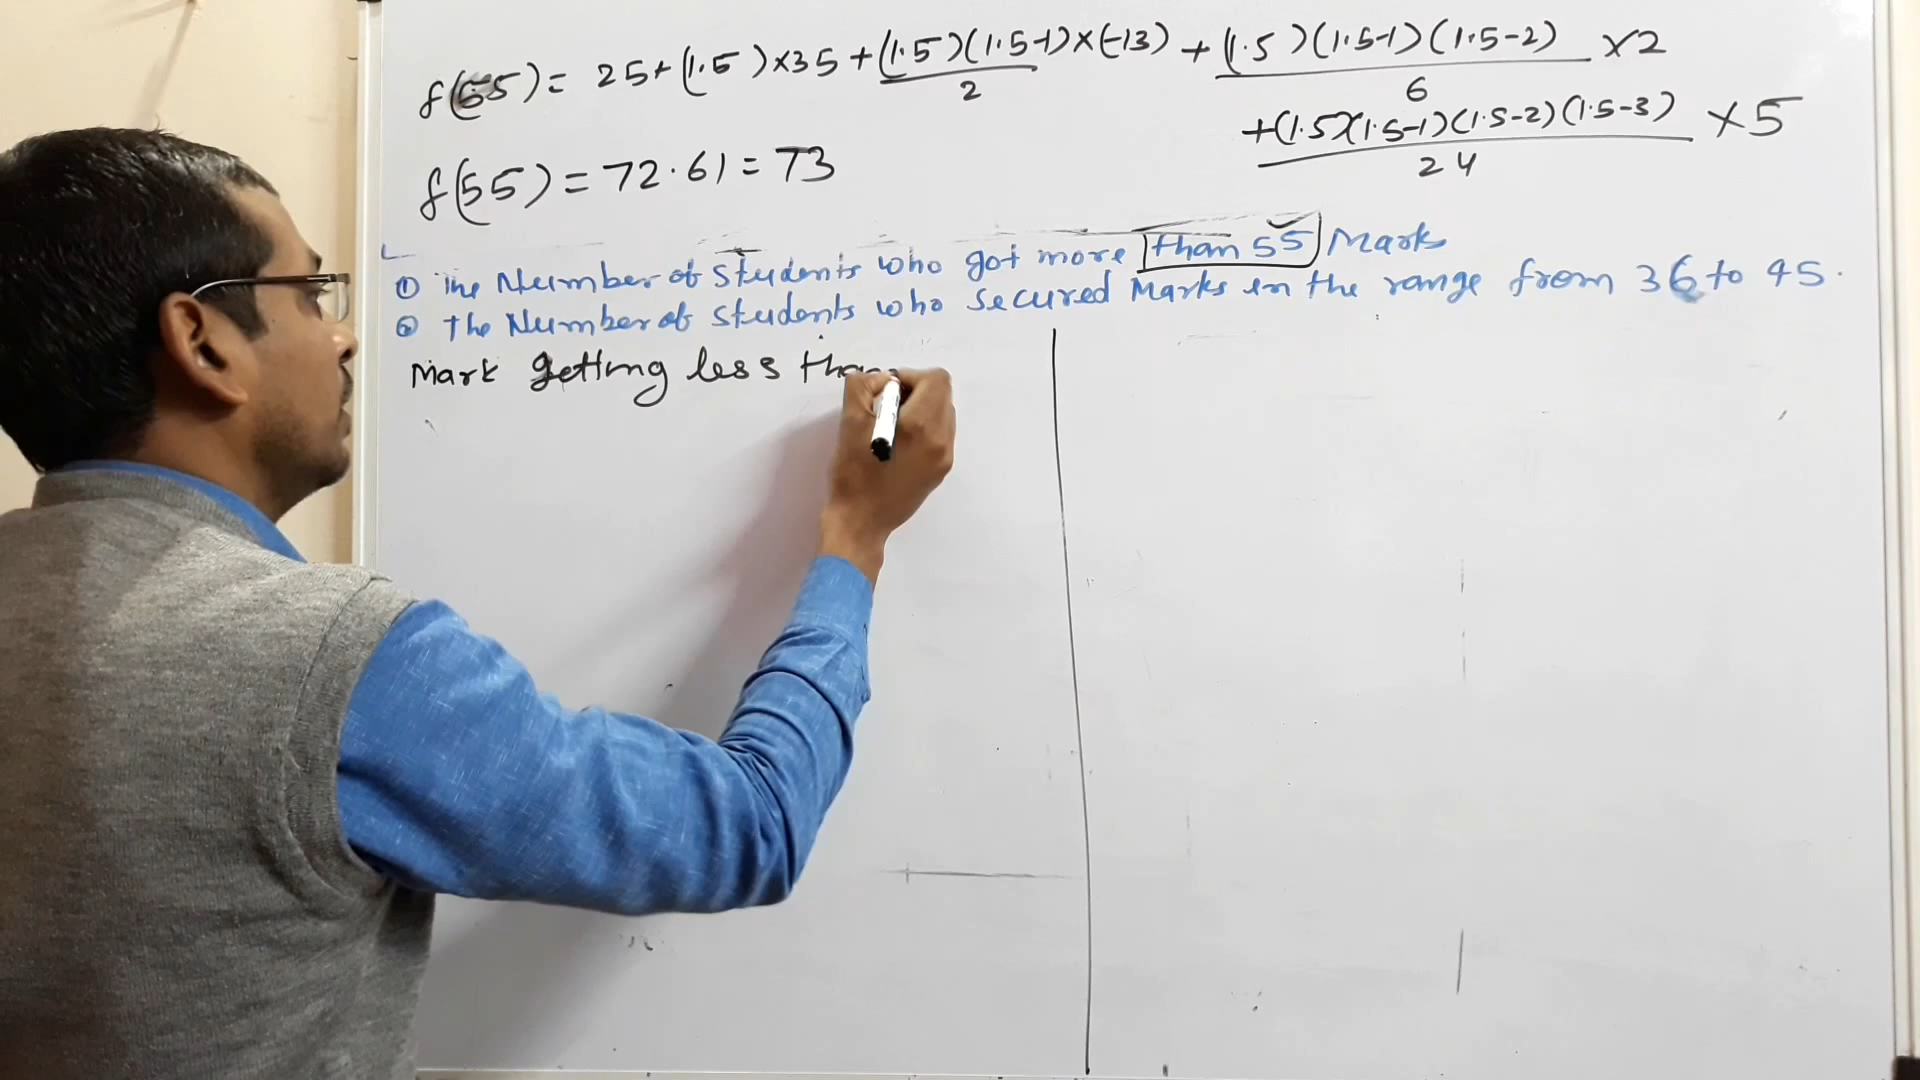 f(55) = 25 + (1.5) × 35 + (1.5)(1.5-1) × (-13) / 2 + (1.5)(1.5-1)(1.5-2) / 6 × 2
+ (1.5)(1.5-1)(1.5-2)(1.5-3) / 24 × 5
f(55) = 72.61 = 73
① The Number of Students who got more than 55 Marks
② The Number of Students who Secured Marks in the range from 36 to 45.
Mark getting less than